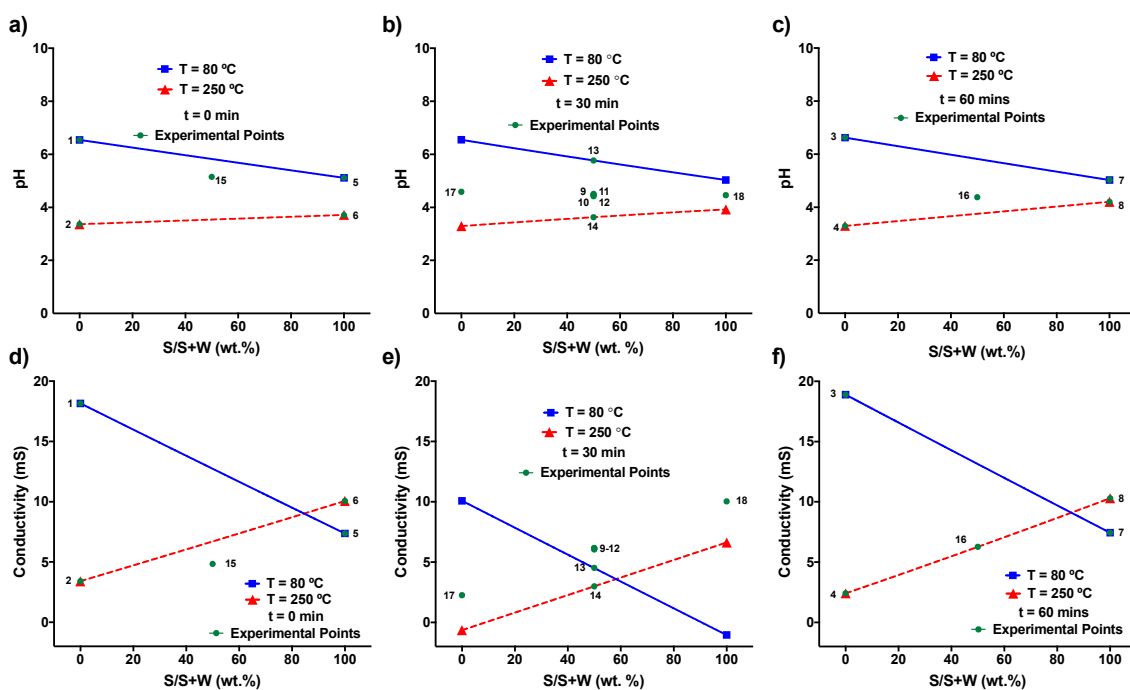 a)
10
8
6
4
2
0
pH
T = 80 ºC
T = 250 ºC
t = 0 min
Experimental Points
1
15
5
2
6
0 20 40 60 80 100
S/S+W (wt.%)
b)
10
8
6
4
2
0
pH
T = 80 °C
T = 250 °C
t = 30 min
Experimental Points
13
17
9 11
10 12
18
14
0 20 40 60 80 100
S/S+W (wt. %)
c)
10
8
6
4
2
0
pH
T = 80 ºC
T = 250 ºC
t = 60 mins
Experimental Points
3
16
7
8
4
0 20 40 60 80 100
S/S+W (wt.%)
d)
20
15
10
5
0
Conductivity (mS)
1
6
5
2
15
T = 80 ºC
T = 250 ºC
t = 0 min
Experimental Points
0 20 40 60 80 100
S/S+W (wt.%)
e)
20
15
10
5
0
Conductivity (mS)
T = 80 °C
T = 250 °C
t = 30 min
Experimental Points
18
9-12
13
14
17
0 20 40 60 80 100
S/S+W (wt.%)
f)
20
15
10
5
0
Conductivity (mS)
3
8
16
7
4
T = 80 ºC
T = 250 ºC
t = 60 mins
Experimental Points
0 20 40 60 80 100
S/S+W (wt.%)